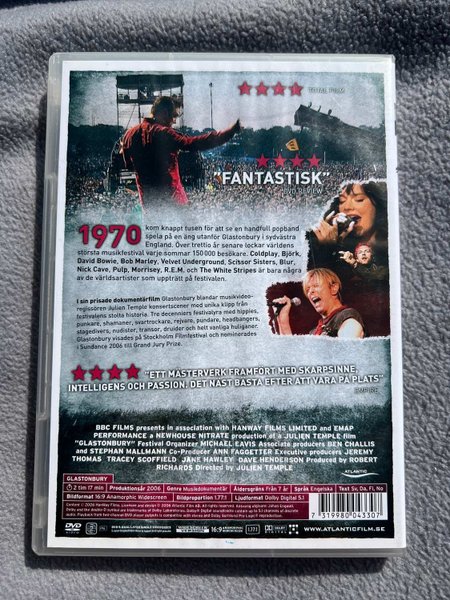 TOTAL FILM
"FANTASTISK"
DVD REVIEW
1970 kom knappt tusen för att se en handfull popband
spela på en äng utanför Glastonbury i sydvästra
England. Över trettio år senare lockar världens
största musikfestival varje sommar 150 000 besökare. Coldplay, Björk,
David Bowie, Bob Marley, Velvet Underground, Scissor Sisters, Blur,
Nick Cave, Pulp, Morrisey, R.E.M. och The White Stripes är bara några
av de världsartister som uppträtt på festivalen.
I sin prisade dokumentärfilm Glastonbury blandar musikvideo-
regissören Julien Temple konsertscener med unika klipp från
festivalens stolta historia. Tre decenniers festivalyra med hippies,
punkare, shamaner, svartrockare, rejvare, pundare, headbangers,
stagedivers, nudister, transor, druider och helt vanliga huliganer.
Glastonbury visades på Stockholm Filmfestival och nominerades
i Sundance 2006 till Grand Jury Prize.
"ETT MÄSTERVERK FRAMFÖRT MED SKARPSINNE,
INTELLIGENS OCH PASSION. DET NÄST BÄSTA EFTER ATT VARA PÅ PLATS"
EMPIRE
BBC FILMS presents in association with HANWAY FILMS LIMITED and EMAP
PERFORMANCE a NEWHOUSE NITRATE production of a JULIEN TEMPLE film
"GLASTONBURY" Festival Organizer MICHAEL EAVIS Associate producers BEN CHALLIS
and STEPHAN MALLMANN Co-Producer ANN FAGGETTER Executive producers JEREMY
THOMAS TRACEY SCOFFIELD JANE HAWLEY DAVE HENDERSON Produced by ROBERT
RICHARDS Directed by JULIEN TEMPLE
ATLANTIC
GLASTONBURY
2 tim 17 min Produktionsår 2006 Genre Musikdokumentär Åldersgräns Från 7 år Språk Engelska Text Sv, Da, Fi, No
Bildformat 16:9 Anamorphic Widescreen Bildproportion 1.77:1 Ljudformat Dolby Digital 5.1
DVD VIDEO 16:9 WWW.ATLANTICFILM.SE
7 319980 043307